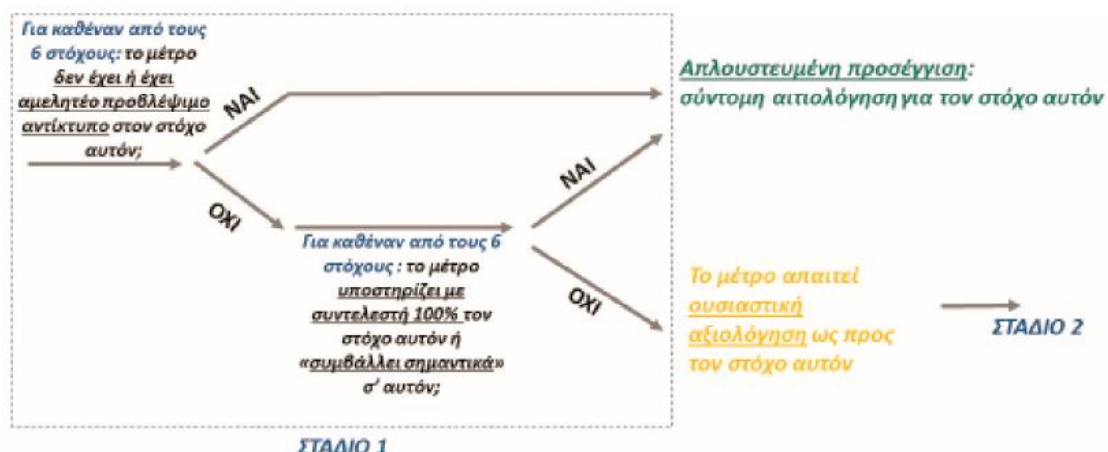 Για καθέναν από τους
6 στόχους: το μέτρο
δεν έχει ή έχει
αμελητέο προβλέψιμο
αντίκτυπο στον στόχο
αυτόν;
ΝΑΙ
ΟΧΙ
Απλουστευμένη προσέγγιση:
σύντομη αιτιολόγηση για τον στόχο αυτόν
Για καθέναν από τους 6
στόχους : το μέτρο
υποστηρίζει με
συντελεστή 100% τον
στόχο αυτόν ή
«συμβάλλει σημαντικά»
σ' αυτόν;
ΝΑΙ
ΟΧΙ
Το μέτρο απαιτεί
ουσιαστική
αξιολόγηση ως προς
τον στόχο αυτόν
ΣΤΑΔΙΟ 2
ΣΤΑΔΙΟ 1